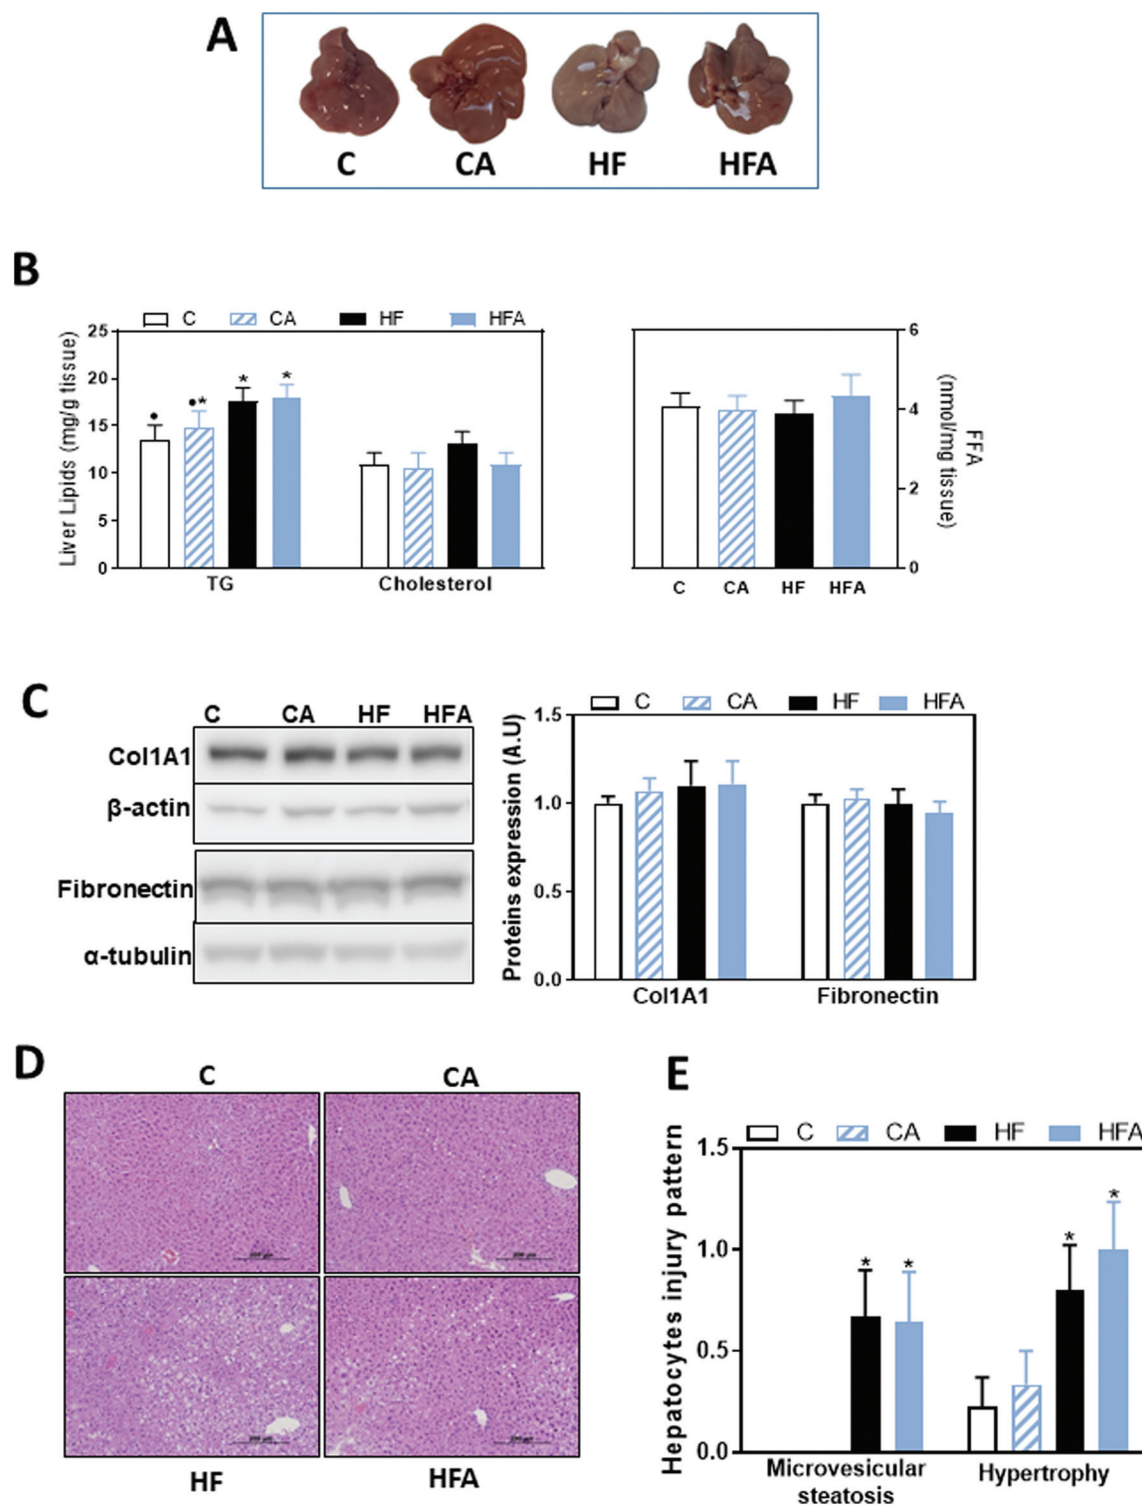 A
C CA HF HFA
B
C CA HF HFA
Liver Lipids (mg/g tissue)
25
20
15
10
5
0
•
•*
*
*
TG Cholesterol
6
4
2
0
FFA
(nmol/mg tissue)
C CA HF HFA
C
C CA HF HFA
Col1A1
β-actin
Fibronectin
α-tubulin
C CA HF HFA
Proteins expression (A.U)
1.5
1.0
0.5
0.0
Col1A1 Fibronectin
D
C CA
HF HFA
E
C CA HF HFA
Hepatocytes injury pattern
1.5
1.0
0.5
0.0
* * * *
Microvesicular
steatosis
Hypertrophy